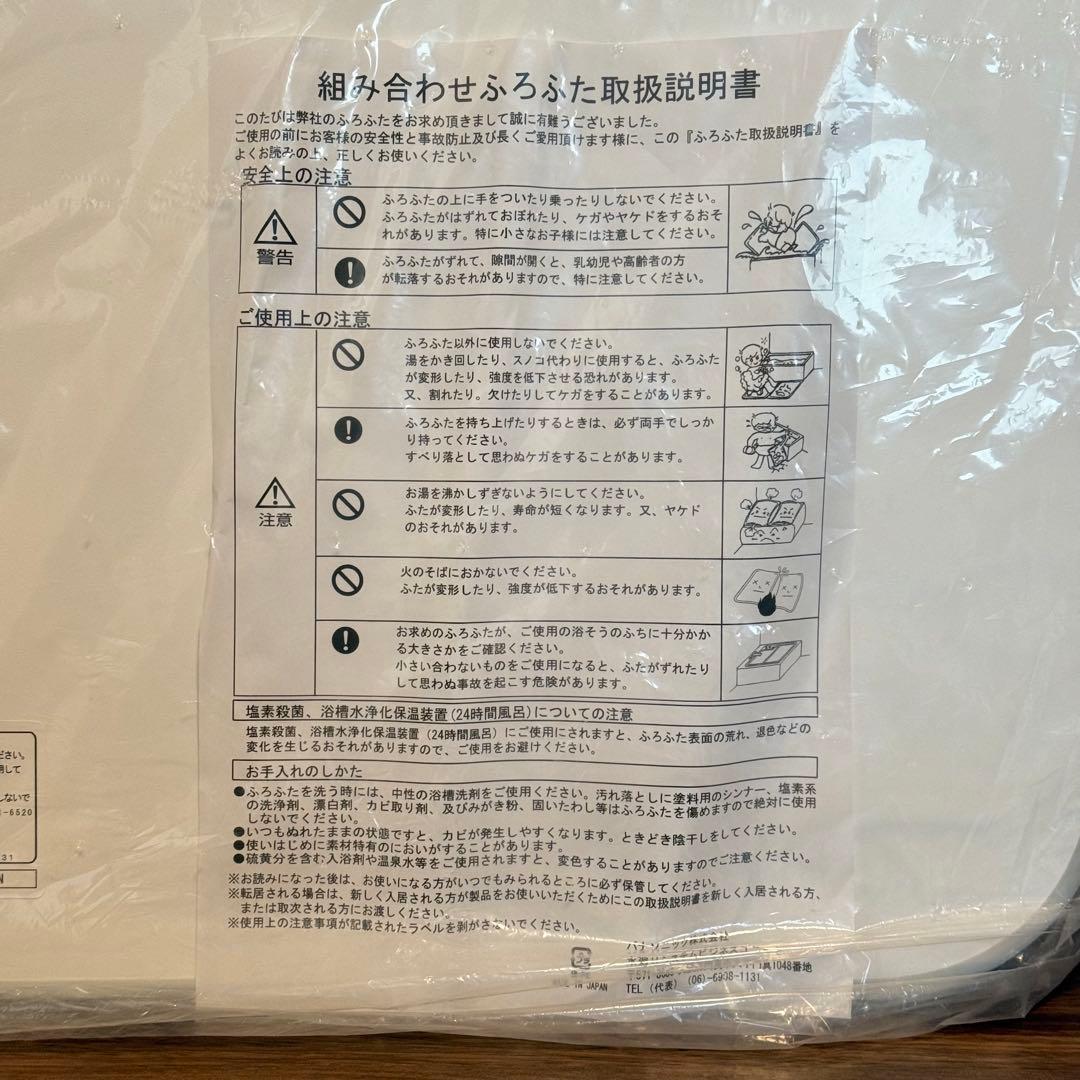 組み合わせふろふた取扱説明書
このたびは弊社のふろふたをお求め頂きまして誠に有難うございました。
ご使用の前にお客様の安全性と事故防止及び長くご愛用頂けます様に、この『ふろふた取扱説明書』を
よくお読みの上、正しくお使いください。
安全上の注意
警告
ふろふたの上に手をついたり乗ったりしないでください。
ふろふたがはずれておぼれたり、ケガやヤケドをするおそ
れがあります。特に小さなお子様には注意してください。
ふろふたがずれて、隙間が開くと、乳幼児や高齢者の方
が転落するおそれがありますので、特に注意してください。
ご使用上の注意
注意
ふろふた以外に使用しないでください。
湯をかき回したり、スノコ代わりに使用すると、ふろふた
が変形したり、強度を低下させる恐れがあります。
又、割れたり。欠けたりしてケガをすることがあります。
ふろふたを持ち上げたりするときは、必ず両手でしっか
り持ってください。
すべり落として思わぬケガをすることがあります。
お湯を沸かしずぎないようにしてください。
ふたが変形したり、寿命が短くなります。又、ヤケド
のおそれがあります。
火のそばにおかないでください。
ふたが変形したり、強度が低下するおそれがあります。
お求めのふろふたが、ご使用の浴そうのふちに十分かか
る大きさかをご確認ください。
小さい合わないものをご使用になると、ふたがずれたり
して思わぬ事故を起こす危険があります。
塩素殺菌、浴槽水浄化保温装置(24時間風呂)についての注意
塩素殺菌、浴槽水浄化保温装置（24時間風呂）にご使用にされますと、ふろふた表面の荒れ、退色などの
変化を生じるおそれがありますので、ご使用をお避けください。
お手入れのしかた
●ふろふたを洗う時には、中性の浴槽洗剤をご使用ください。汚れ落としに塗料用のシンナー、塩素系
の洗浄剤、漂白剤、カビ取り剤、及びみがき粉、固いたわし等はふろふたを傷めますので絶対に使用
しないでください。
●いつもぬれたままの状態ですと、カビが発生しやすくなります。ときどき陰干しをしてください。
●使いはじめに素材特有のにおいがすることがあります。
●硫黄分を含む入浴剤や温泉水等をご使用されますと、変色することがありますのでご注意ください。
※お読みになった後は、お使いになる方がいつでもみられるところに必ず保管してください。
※転居される場合は、新しく入居される方が製品をお使いいただくためにこの取扱説明書を新しく入居される方、
または取次される方にお渡しください。
※使用上の注意事項が記載されたラベルを剥がさないでください。
パナソニック株式会社
1048番地
IN JAPAN
TEL（代表）(06)-6908-1131
ださい。
用して
しないで
-6520
31
N